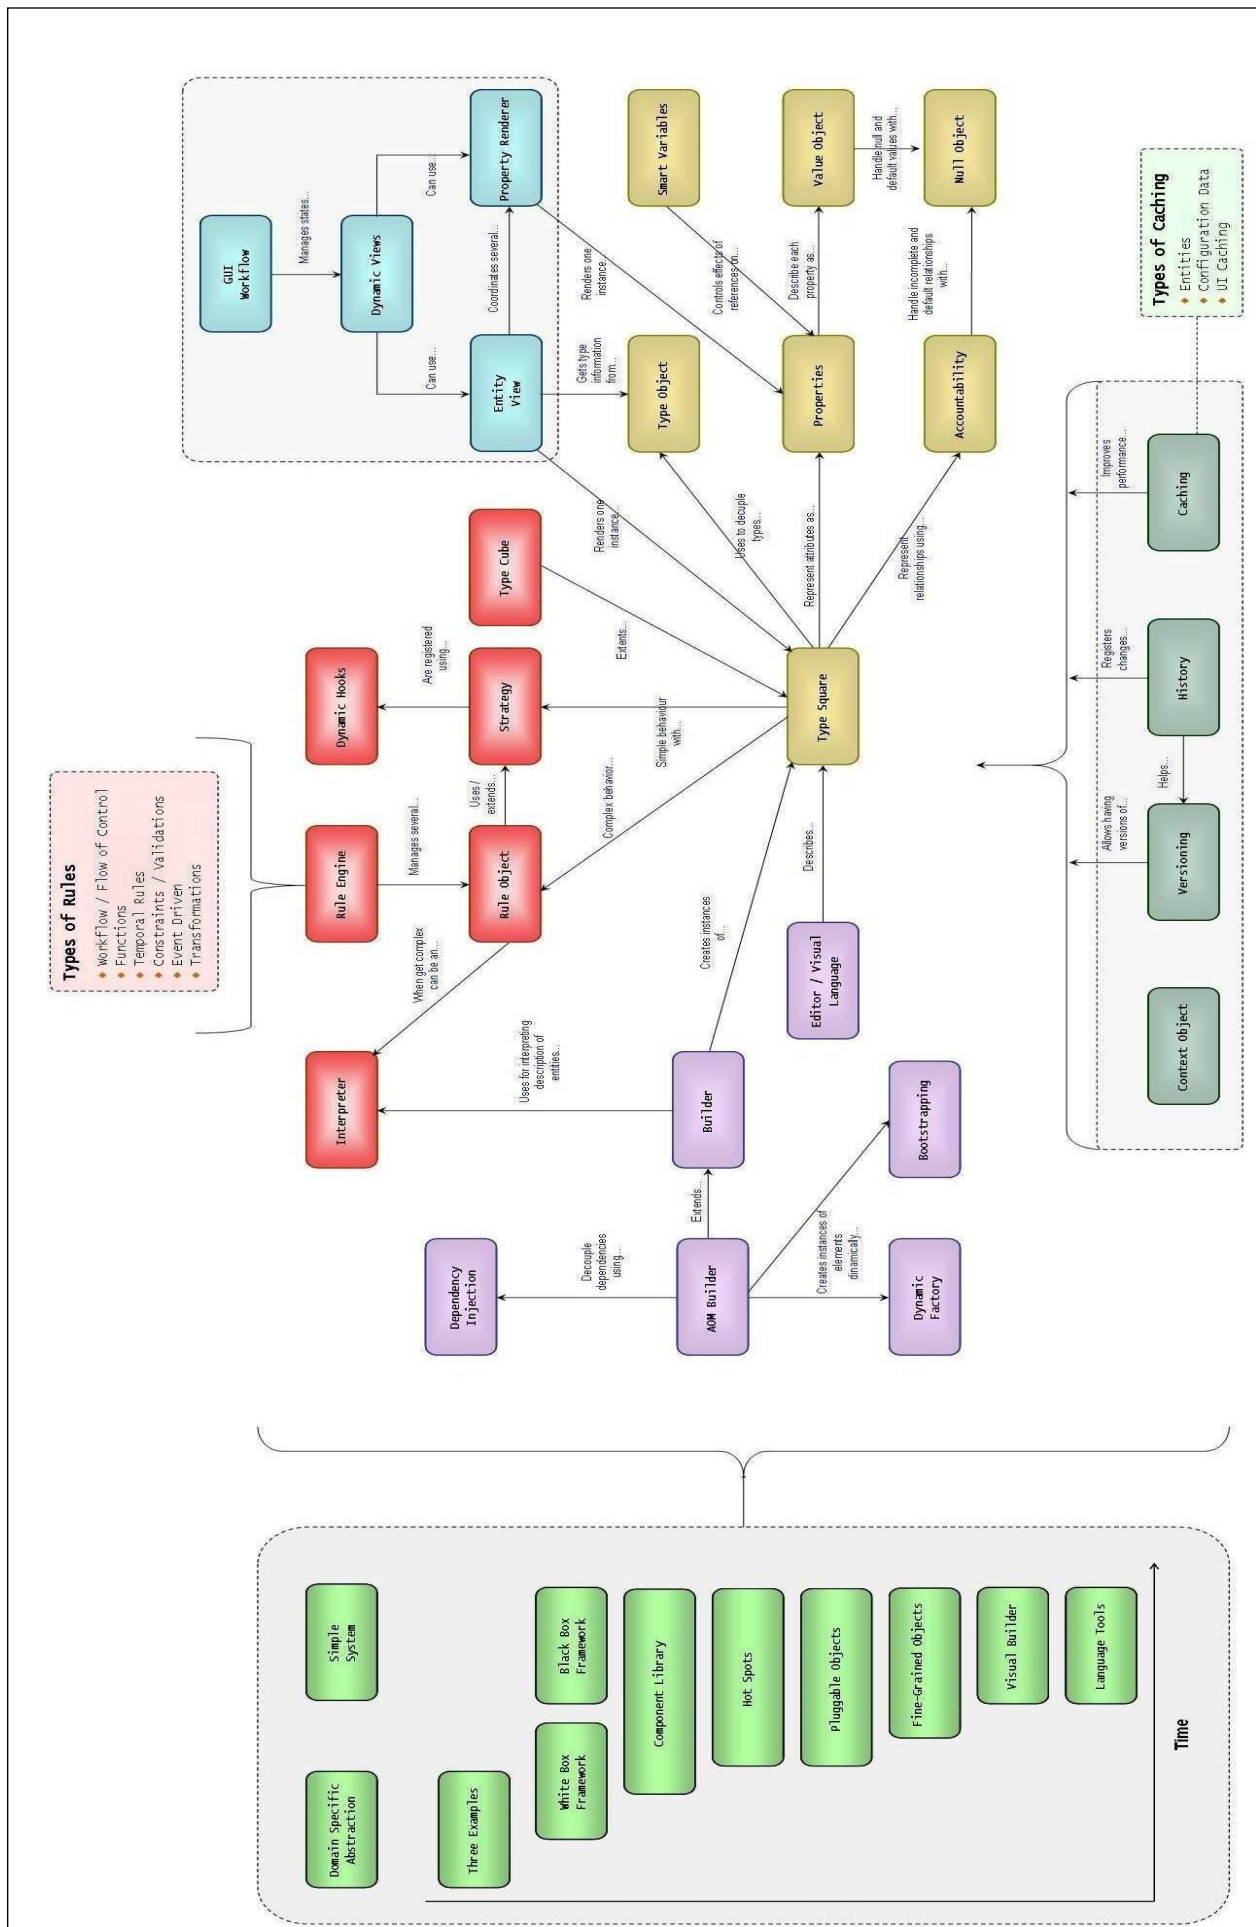 Types of Rules
Workflow / Flow of Control
Functions
Temporal Rules
Constraints / Validations
Event Driven
Transformations
GUI
Workflow
Manages states...
Dynamic Views
Can use...
Can use...
Entity
View
Coordinates several...
Property Renderer
Renders one
instance...
Gets type
information
from...
Renders one
instance...
Smart Variables
Controls effects of
references on...
Type Object
Properties
Describe each
property as...
Value Object
Handle null and
default values with...
Null Object
Accountability
Handle incomplete and
default relationships
with...
Uses to decuple
types...
Represent attributes as...
Represent
relationships using...
Type Square
Type Cube
Extents...
Dynamic Hooks
Are registered
using...
Strategy
Simple behaviour
with...
Complex behavior...
Rule Engine
Manages several...
Rule Object
Uses /
extends...
When get complex
can be an...
Interpreter
Uses for interpreting
description of
entities...
Builder
Creates instances
of...
Editor / Visual
Language
Describes...
Dependency
Injection
Decouple
dependencies
using...
AOM Builder
Extends...
Bootstrapping
Creates instances of
elements
dinamically...
Dynamic
Factory
Types of Caching
Entities
Configuration Data
UI Caching
Caching
Improves
performance...
History
Registers
changes...
Helps...
Versioning
Allows having
versions of...
Context Object
Domain Specific
Abstraction
Simple
System
Three Examples
White Box
Framework
Black Box
Framework
Component Library
Hot Spots
Pluggable Objects
Fine-Grained Objects
Visual Builder
Language Tools
Time